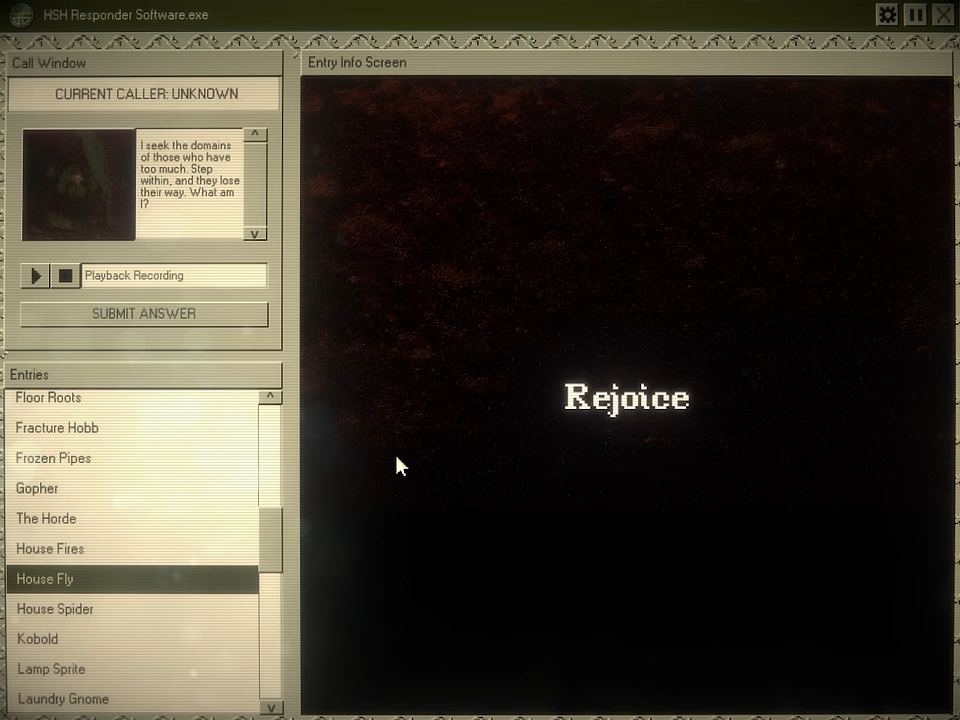 HSH Responder Software.exe
Call Window
CURRENT CALLER: UNKNOWN
I seek the domains
of those who have
too much. Step
within, and they lose
their way. What am
I?
Playback Recording
SUBMIT ANSWER
Entries
Floor Roots
Fracture Hobb
Frozen Pipes
Gopher
The Horde
House Fires
House Fly
House Spider
Kobold
Lamp Sprite
Laundry Gnome
Entry Info Screen
Rejoice